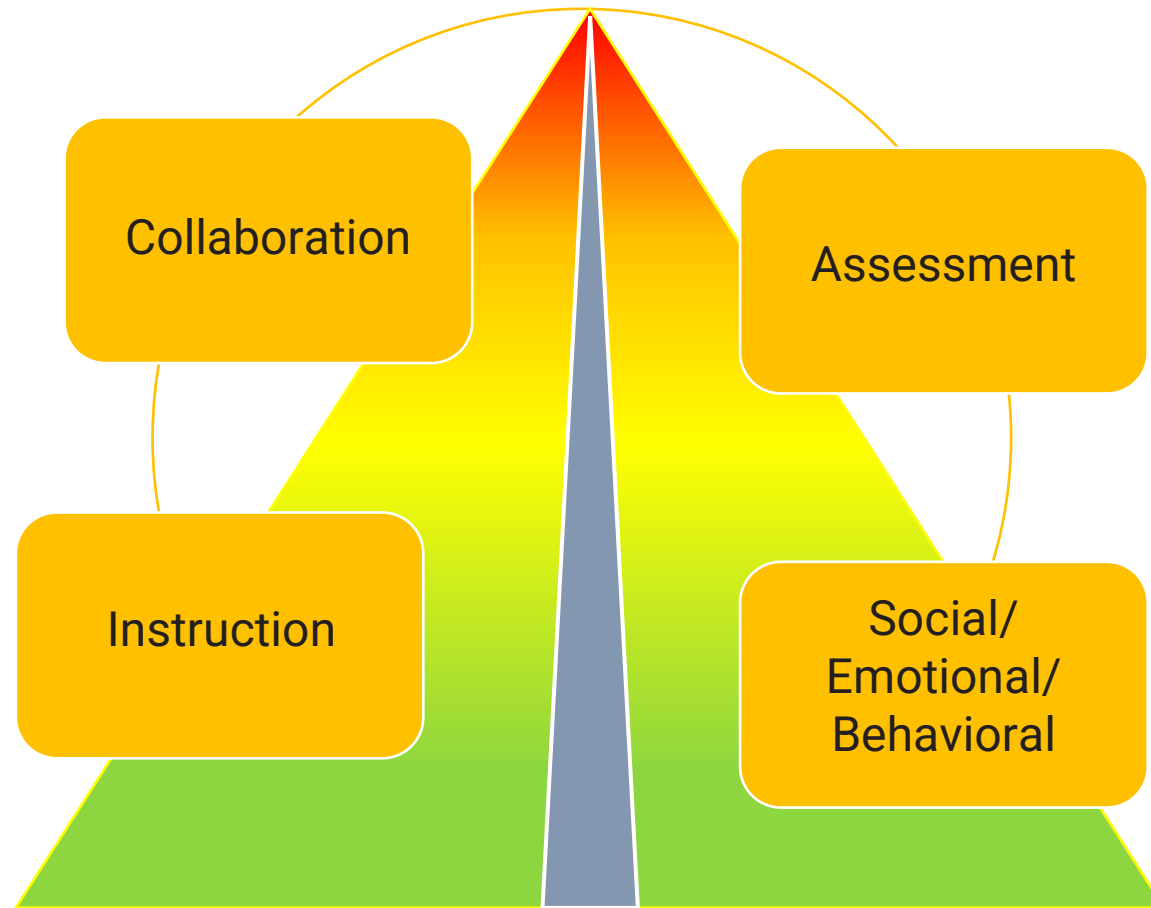 Collaboration
Assessment
Instruction
Social/
Emotional/
Behavioral